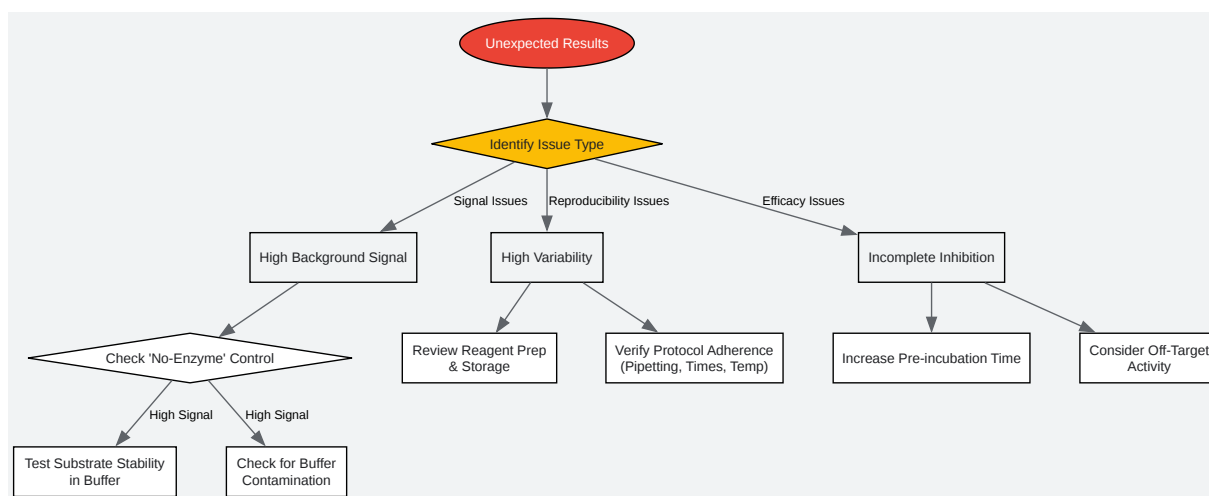 Unexpected Results
Identify Issue Type
Signal Issues
Reproducibility Issues
Efficacy Issues
High Background Signal
High Variability
Incomplete Inhibition
Check 'No-Enzyme' Control
Review Reagent Prep
& Storage
Verify Protocol Adherence
(Pipetting, Times, Temp)
Increase Pre-incubation Time
Consider Off-Target
Activity
High Signal
High Signal
Test Substrate Stability
in Buffer
Check for Buffer
Contamination